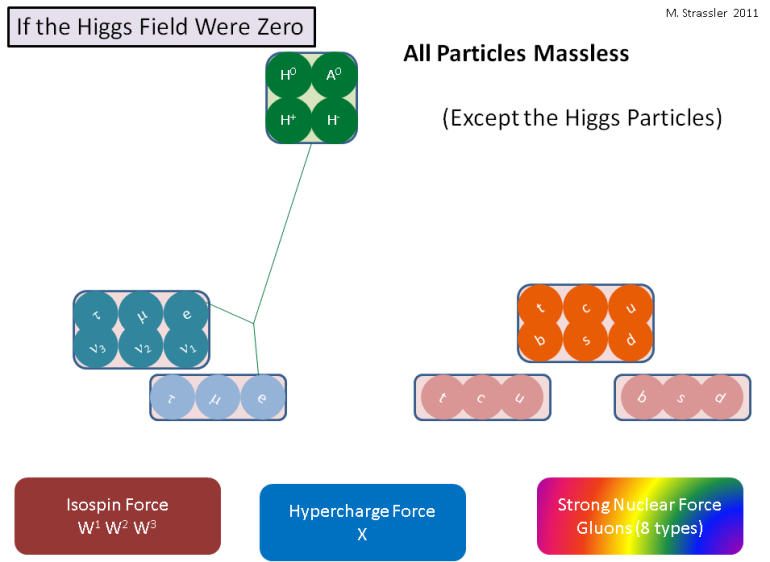 M. Strassler 2011
If the Higgs Field Were Zero
All Particles Massless
(Except the Higgs Particles)
H⁰ A⁰
H⁺ H⁻
τ μ e
ν₃ ν₂ ν₁
t c u
b s d
τ μ e
t c u
b s d
Isospin Force
W¹ W² W³
Hypercharge Force
X
Strong Nuclear Force
Gluons (8 types)